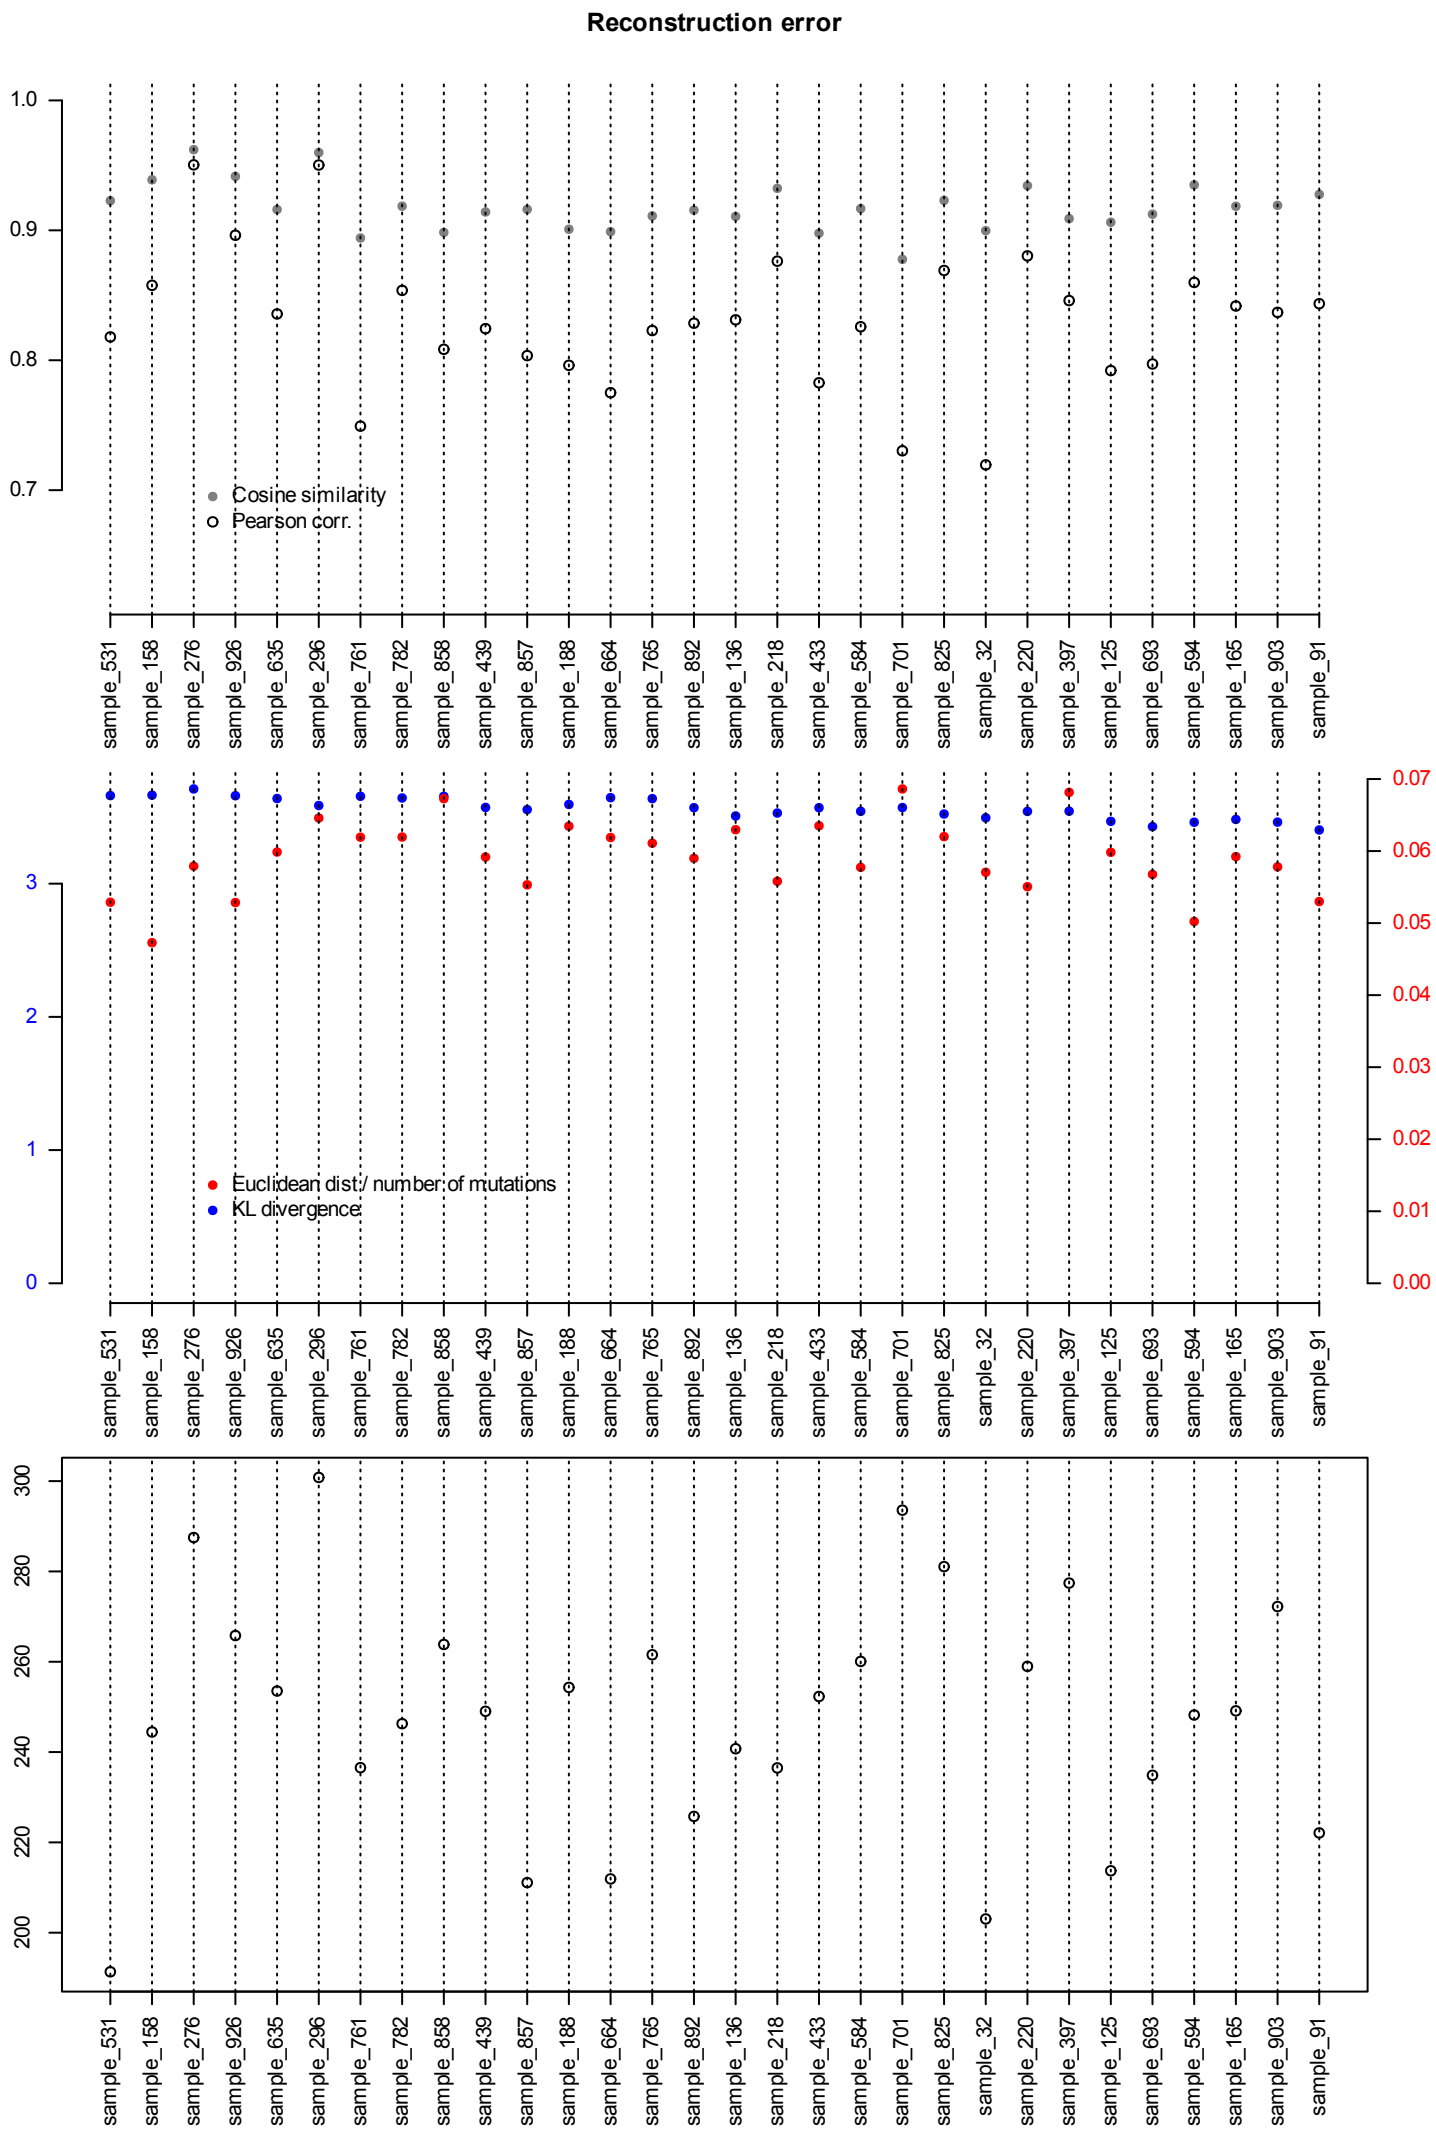 Reconstruction error
1.0
0.9
0.8
0.7
Cosine similarity
Pearson corr.
sample_531
sample_158
sample_276
sample_926
sample_635
sample_296
sample_761
sample_782
sample_858
sample_439
sample_857
sample_188
sample_664
sample_765
sample_892
sample_136
sample_218
sample_433
sample_584
sample_701
sample_825
sample_32
sample_220
sample_397
sample_125
sample_693
sample_594
sample_165
sample_903
sample_91
3
2
1
0
0.07
0.06
0.05
0.04
0.03
0.02
0.01
0.00
Euclidean dist./ number of mutations
KL divergence
sample_531
sample_158
sample_276
sample_926
sample_635
sample_296
sample_761
sample_782
sample_858
sample_439
sample_857
sample_188
sample_664
sample_765
sample_892
sample_136
sample_218
sample_433
sample_584
sample_701
sample_825
sample_32
sample_220
sample_397
sample_125
sample_693
sample_594
sample_165
sample_903
sample_91
300
280
260
240
220
200
sample_531
sample_158
sample_276
sample_926
sample_635
sample_296
sample_761
sample_782
sample_858
sample_439
sample_857
sample_188
sample_664
sample_765
sample_892
sample_136
sample_218
sample_433
sample_584
sample_701
sample_825
sample_32
sample_220
sample_397
sample_125
sample_693
sample_594
sample_165
sample_903
sample_91